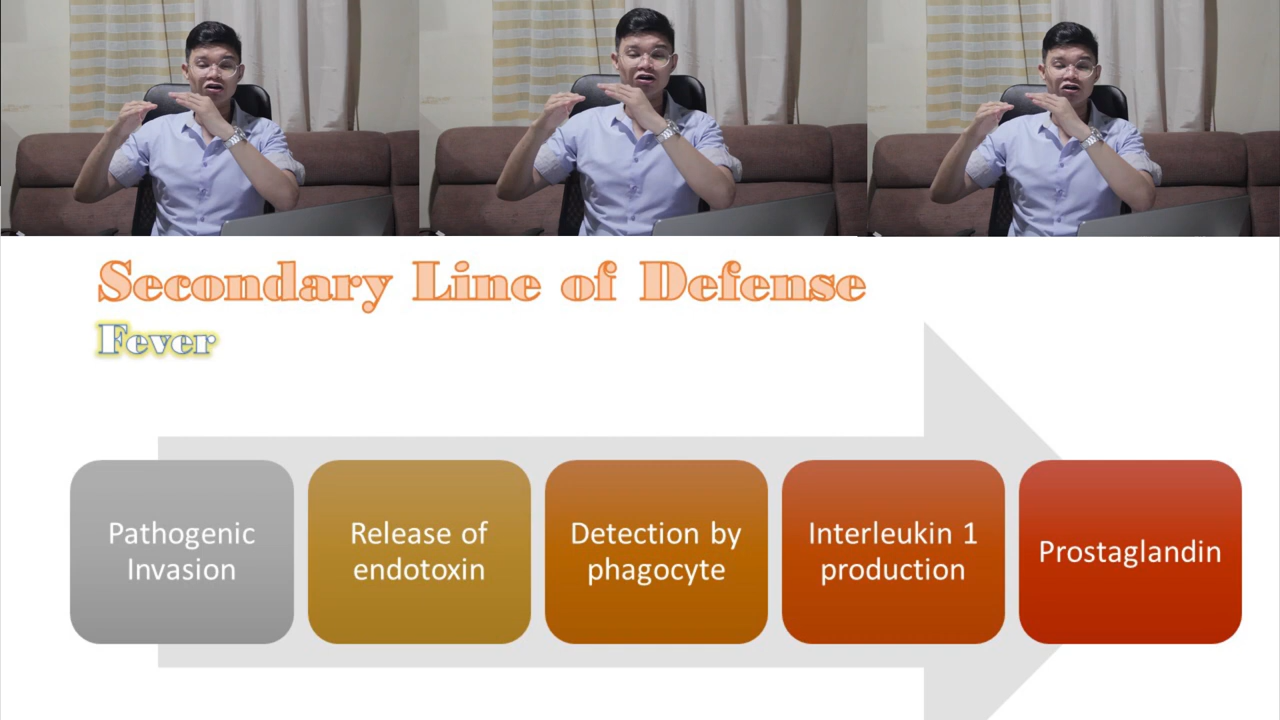 Secondary Line of Defense
Fever
Pathogenic
Invasion
Release of
endotoxin
Detection by
phagocyte
Interleukin 1
production
Prostaglandin